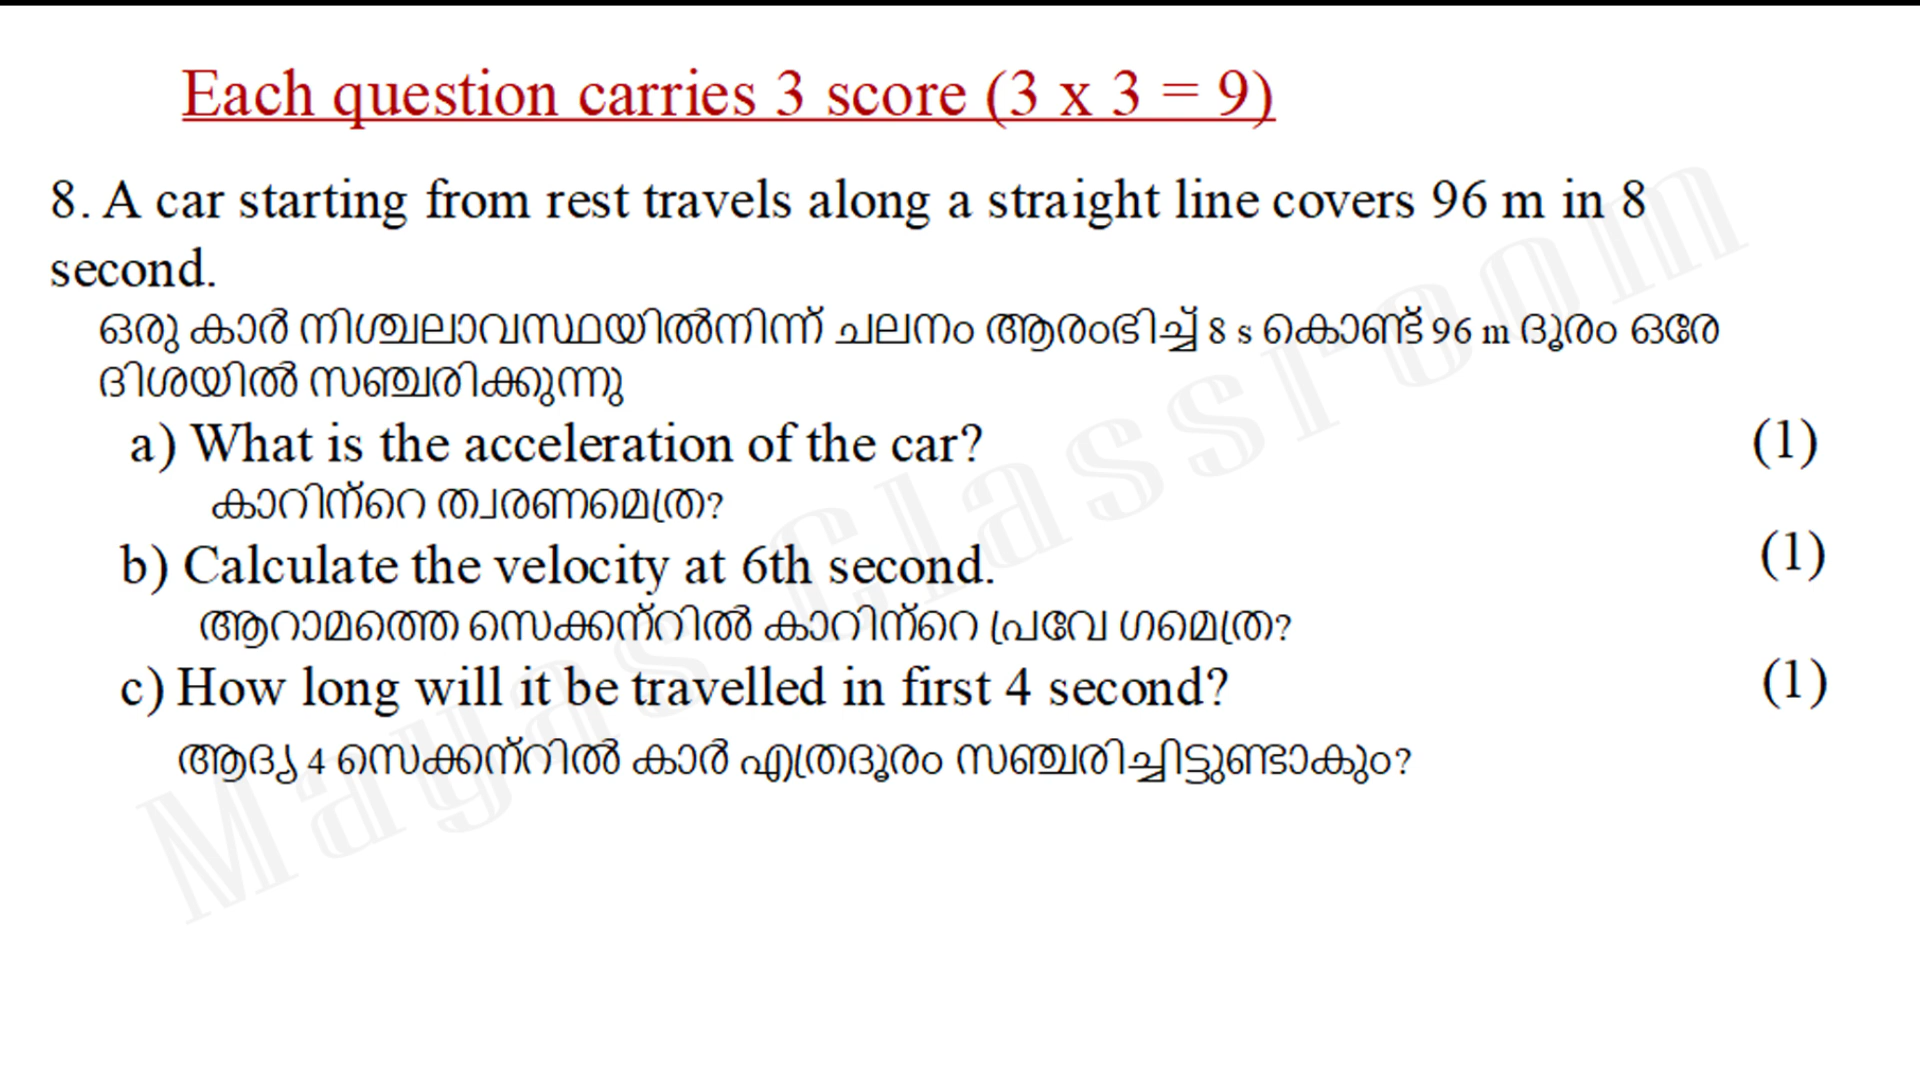 Each question carries 3 score (3 x 3 = 9)
8. A car starting from rest travels along a straight line covers 96 m in 8
second.
ഒരു കാർ നിശ്ചലാവസ്ഥയിൽനിന്ന് ചലനം ആരംഭിച്ച് 8 s കൊണ്ട് 96 m ദൂരം ഒരേ
ദിശയിൽ സഞ്ചരിക്കുന്നു
a) What is the acceleration of the car? (1)
കാറിന്റെ ത്വരണമെത്ര?
b) Calculate the velocity at 6th second. (1)
ആറാമത്തെ സെക്കന്റിൽ കാറിന്റെ പ്രവേ ഗമെത്ര?
c) How long will it be travelled in first 4 second? (1)
ആദ്യ 4 സെക്കന്റിൽ കാർ എത്രദൂരം സഞ്ചരിച്ചിട്ടുണ്ടാകും?
Mayas Classroom